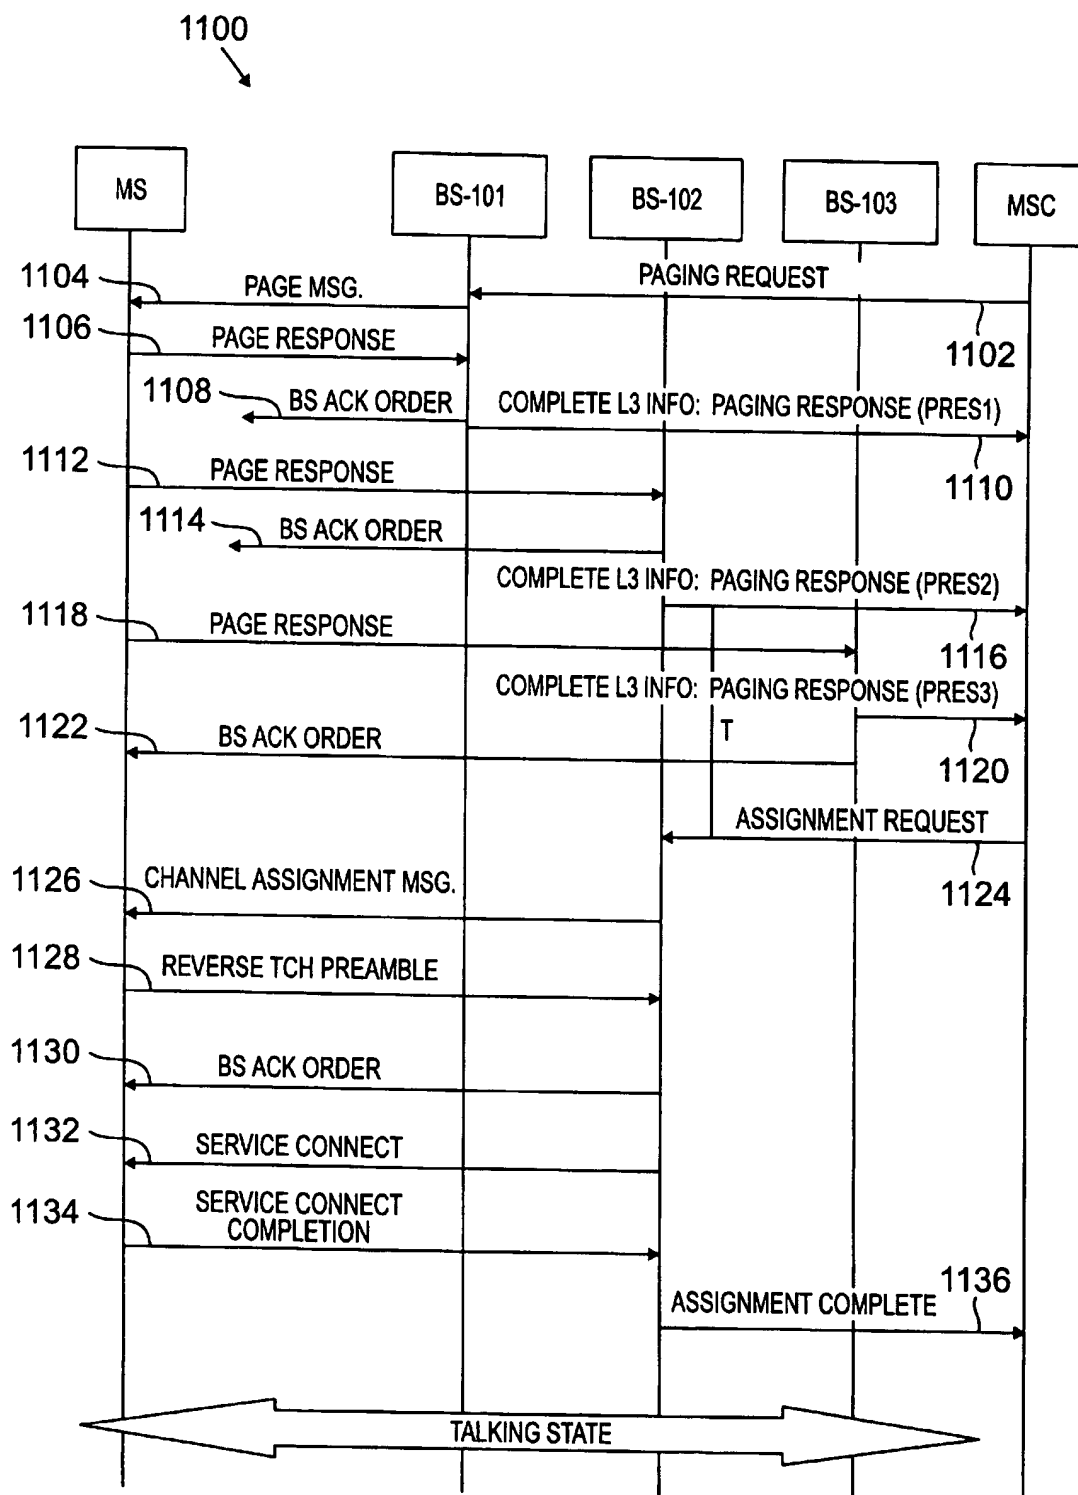 1100
MS
BS-101
BS-102
BS-103
MSC
1104
PAGE MSG.
PAGING REQUEST
1106
PAGE RESPONSE
1102
1108
BS ACK ORDER
COMPLETE L3 INFO: PAGING RESPONSE (PRES1)
1112
PAGE RESPONSE
1110
1114
BS ACK ORDER
COMPLETE L3 INFO: PAGING RESPONSE (PRES2)
1118
PAGE RESPONSE
1116
COMPLETE L3 INFO: PAGING RESPONSE (PRES3)
1122
BS ACK ORDER
T
1120
ASSIGNMENT REQUEST
1126
CHANNEL ASSIGNMENT MSG.
1124
1128
REVERSE TCH PREAMBLE
1130
BS ACK ORDER
1132
SERVICE CONNECT
1134
SERVICE CONNECT
COMPLETION
1136
ASSIGNMENT COMPLETE
TALKING STATE